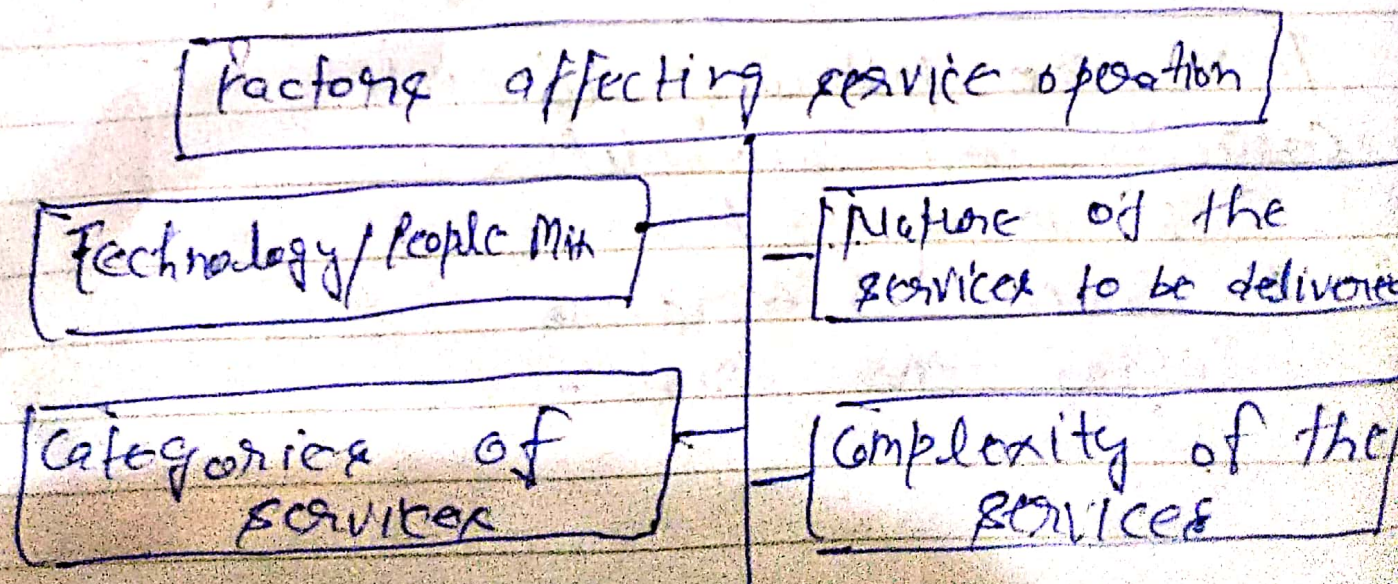 Factors affecting service operation
Technology/People Mix
Nature of the
services to be delivered
Categories of
services
Complexity of the
services